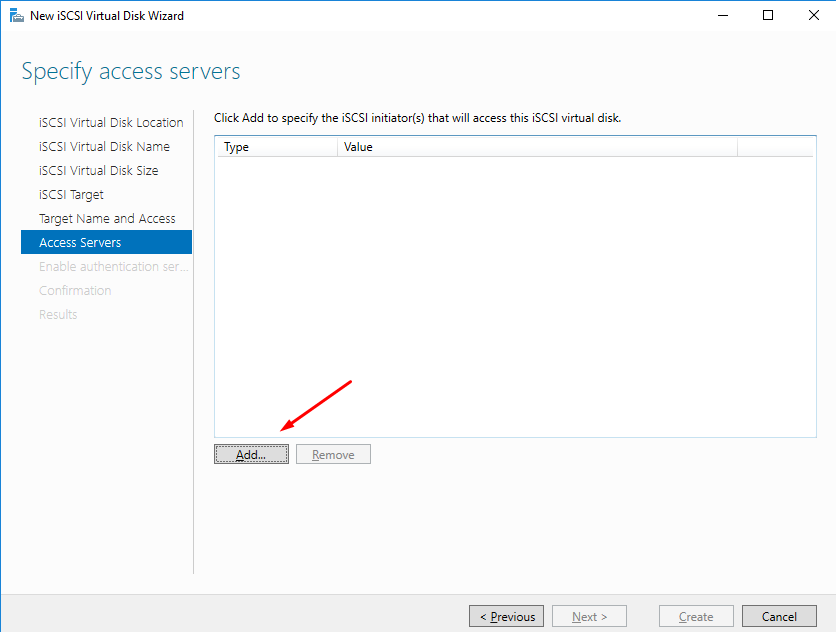 New iSCSI Virtual Disk Wizard
Specify access servers
iSCSI Virtual Disk Location
iSCSI Virtual Disk Name
iSCSI Virtual Disk Size
iSCSI Target
Target Name and Access
Access Servers
Enable authentication ser...
Confirmation
Results
Click Add to specify the iSCSI initiator(s) that will access this iSCSI virtual disk.
Type Value
Add... Remove
< Previous Next > Create Cancel